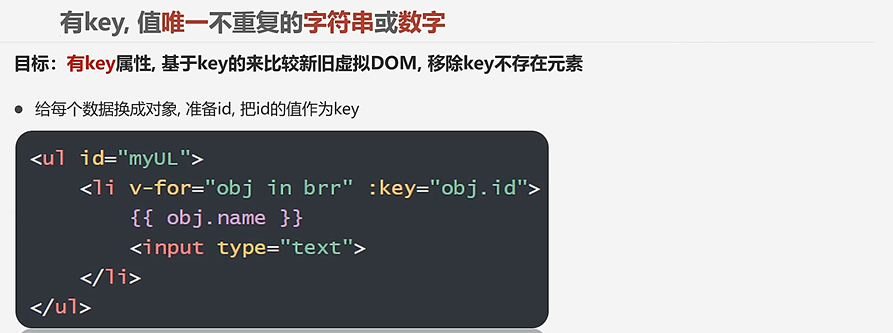 有key, 值唯一不重复的字符串或数字
目标：有key属性, 基于key的来比较新旧虚拟DOM, 移除key不存在元素
● 给每个数据换成对象, 准备id, 把id的值作为key
<ul id="myUL">
    <li v-for="obj in brr" :key="obj.id">
        {{ obj.name }}
        <input type="text">
    </li>
</ul>